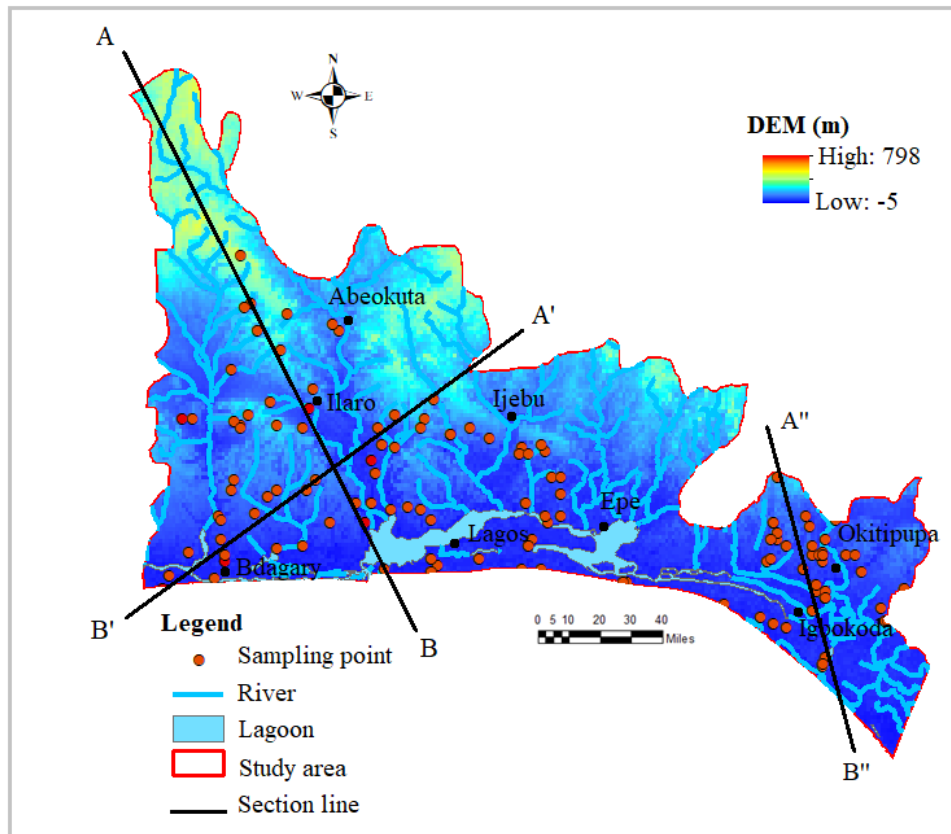 A
N
W E
S
DEM (m)
High: 798
Low: -5
Abeokuta
A'
Ilaro
Ijebu
A"
Epe
Lagos
Okitipupa
Bdagary
Igbokoda
B'
B
0 5 10 20 30 40
Miles
B"
Legend
Sampling point
River
Lagoon
Study area
Section line